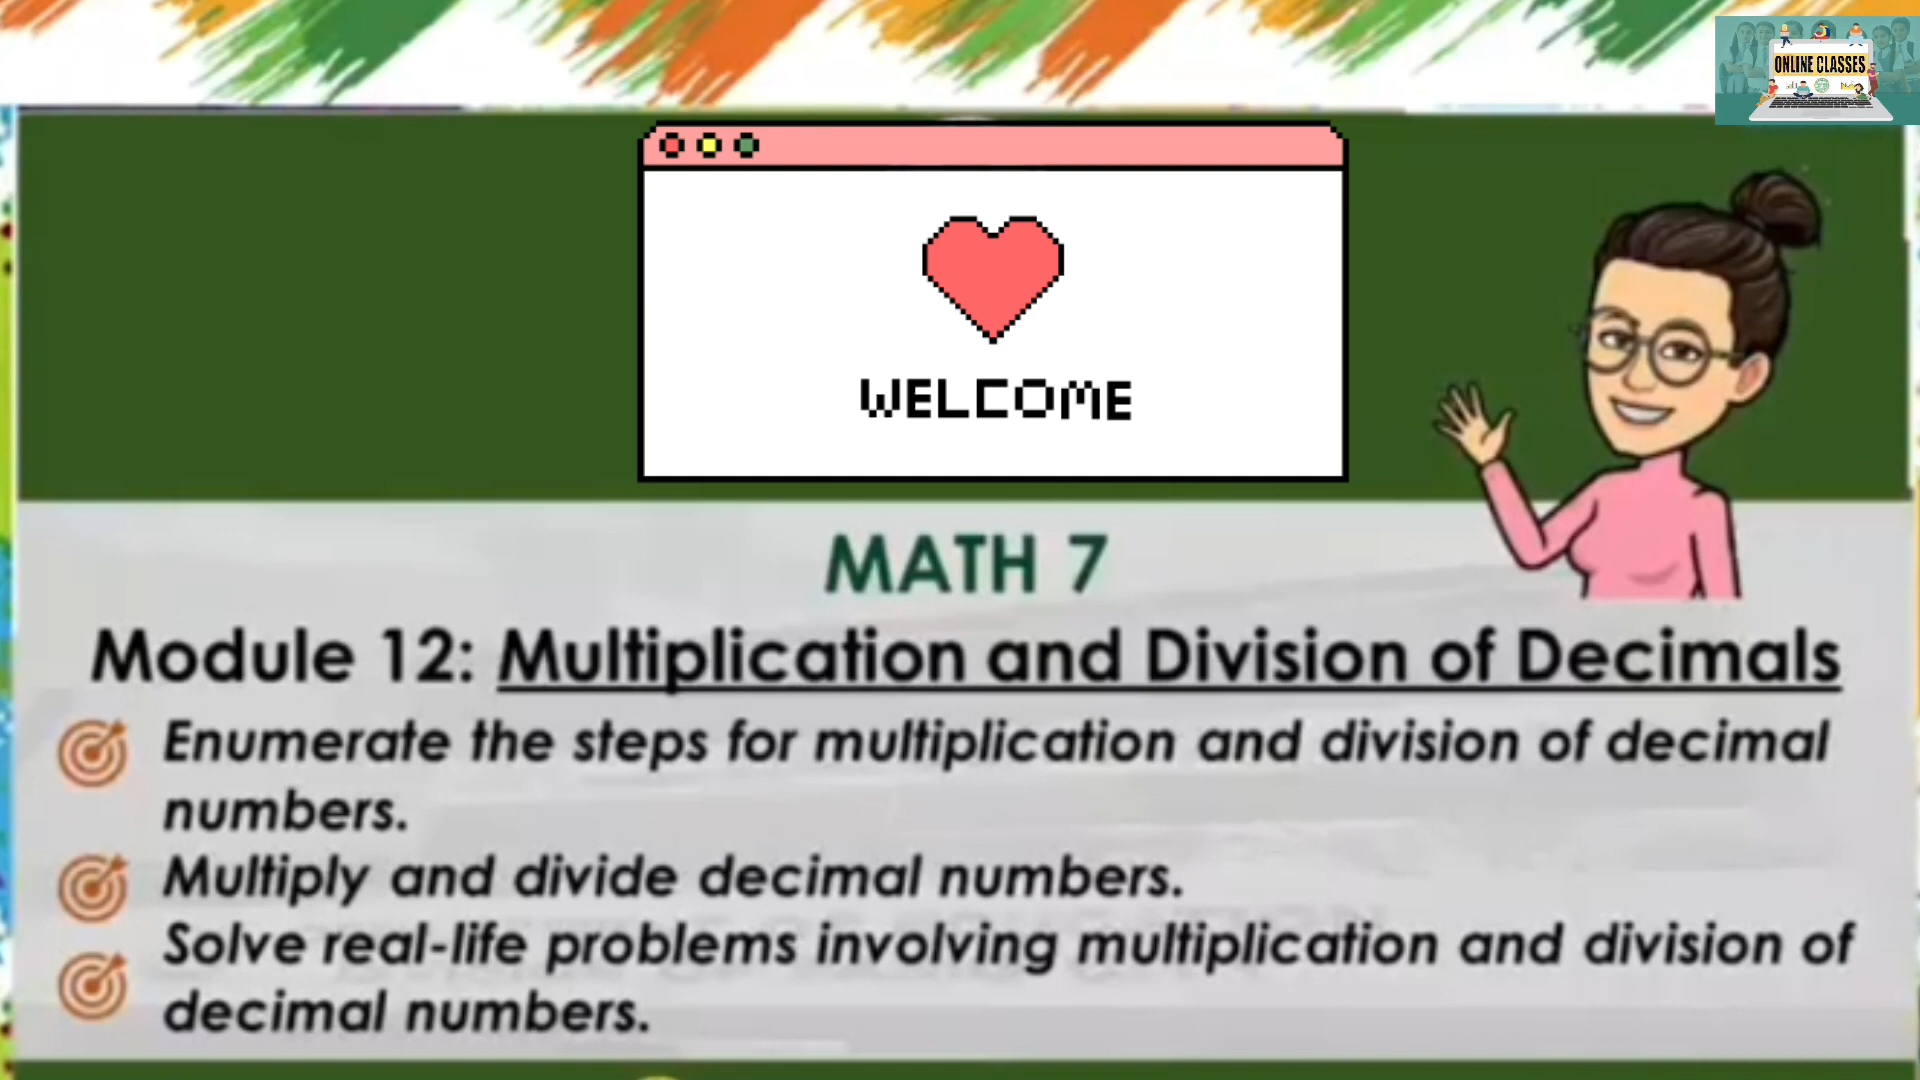 ONLINE CLASSES
WELCOME
MATH 7
Module 12: Multiplication and Division of Decimals
Enumerate the steps for multiplication and division of decimal
numbers.
Multiply and divide decimal numbers.
Solve real-life problems involving multiplication and division of
decimal numbers.